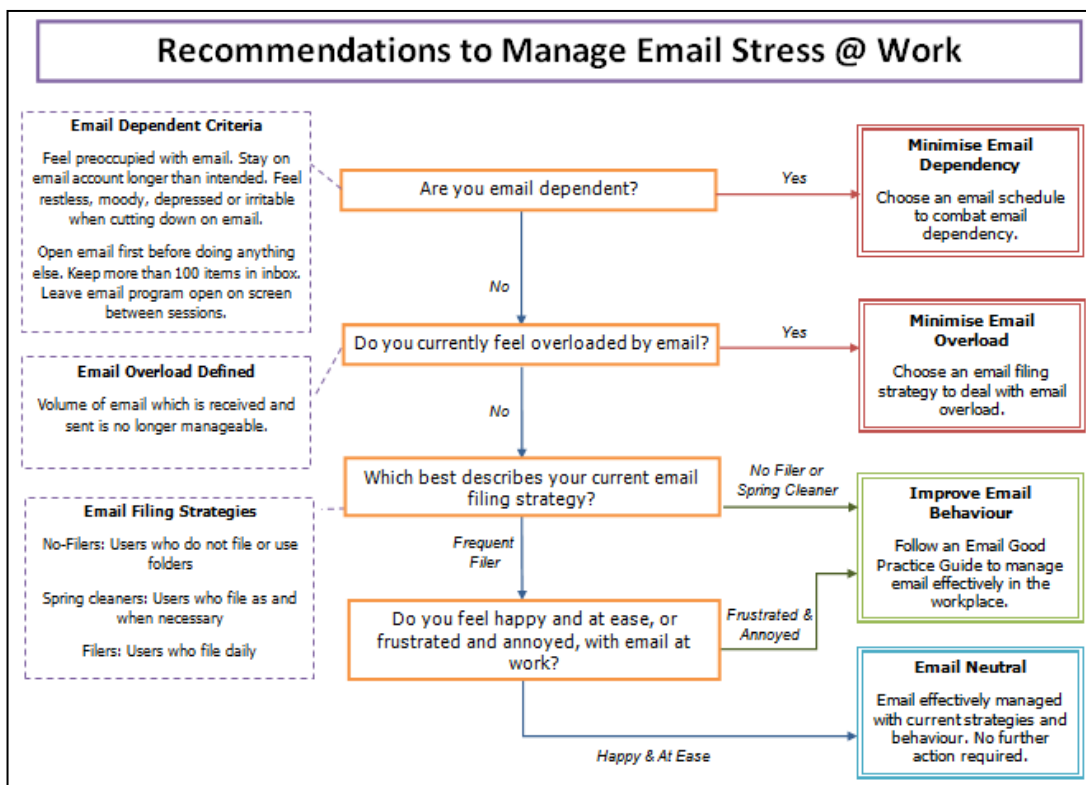 Recommendations to Manage Email Stress @ Work
Email Dependent Criteria
Feel preoccupied with email. Stay on
email account longer than intended. Feel
restless, moody, depressed or irritable
when cutting down on email.
Open email first before doing anything
else. Keep more than 100 items in inbox.
Leave email program open on screen
between sessions.
Are you email dependent?
Yes
Minimise Email
Dependency
Choose an email schedule
to combat email
dependency.
No
Email Overload Defined
Volume of email which is received and
sent is no longer manageable.
Do you currently feel overloaded by email?
Yes
Minimise Email
Overload
Choose an email filing
strategy to deal with email
overload.
No
Email Filing Strategies
No-Filers: Users who do not file or use
folders
Spring cleaners: Users who file as and
when necessary
Filers: Users who file daily
Which best describes your current email
filing strategy?
No Filer or
Spring Cleaner
Improve Email
Behaviour
Follow an Email Good
Practice Guide to manage
email effectively in the
workplace.
Frequent
Filer
Do you feel happy and at ease, or
frustrated and annoyed, with email at
work?
Frustrated &
Annoyed
Happy & At Ease
Email Neutral
Email effectively managed
with current strategies and
behaviour. No further
action required.